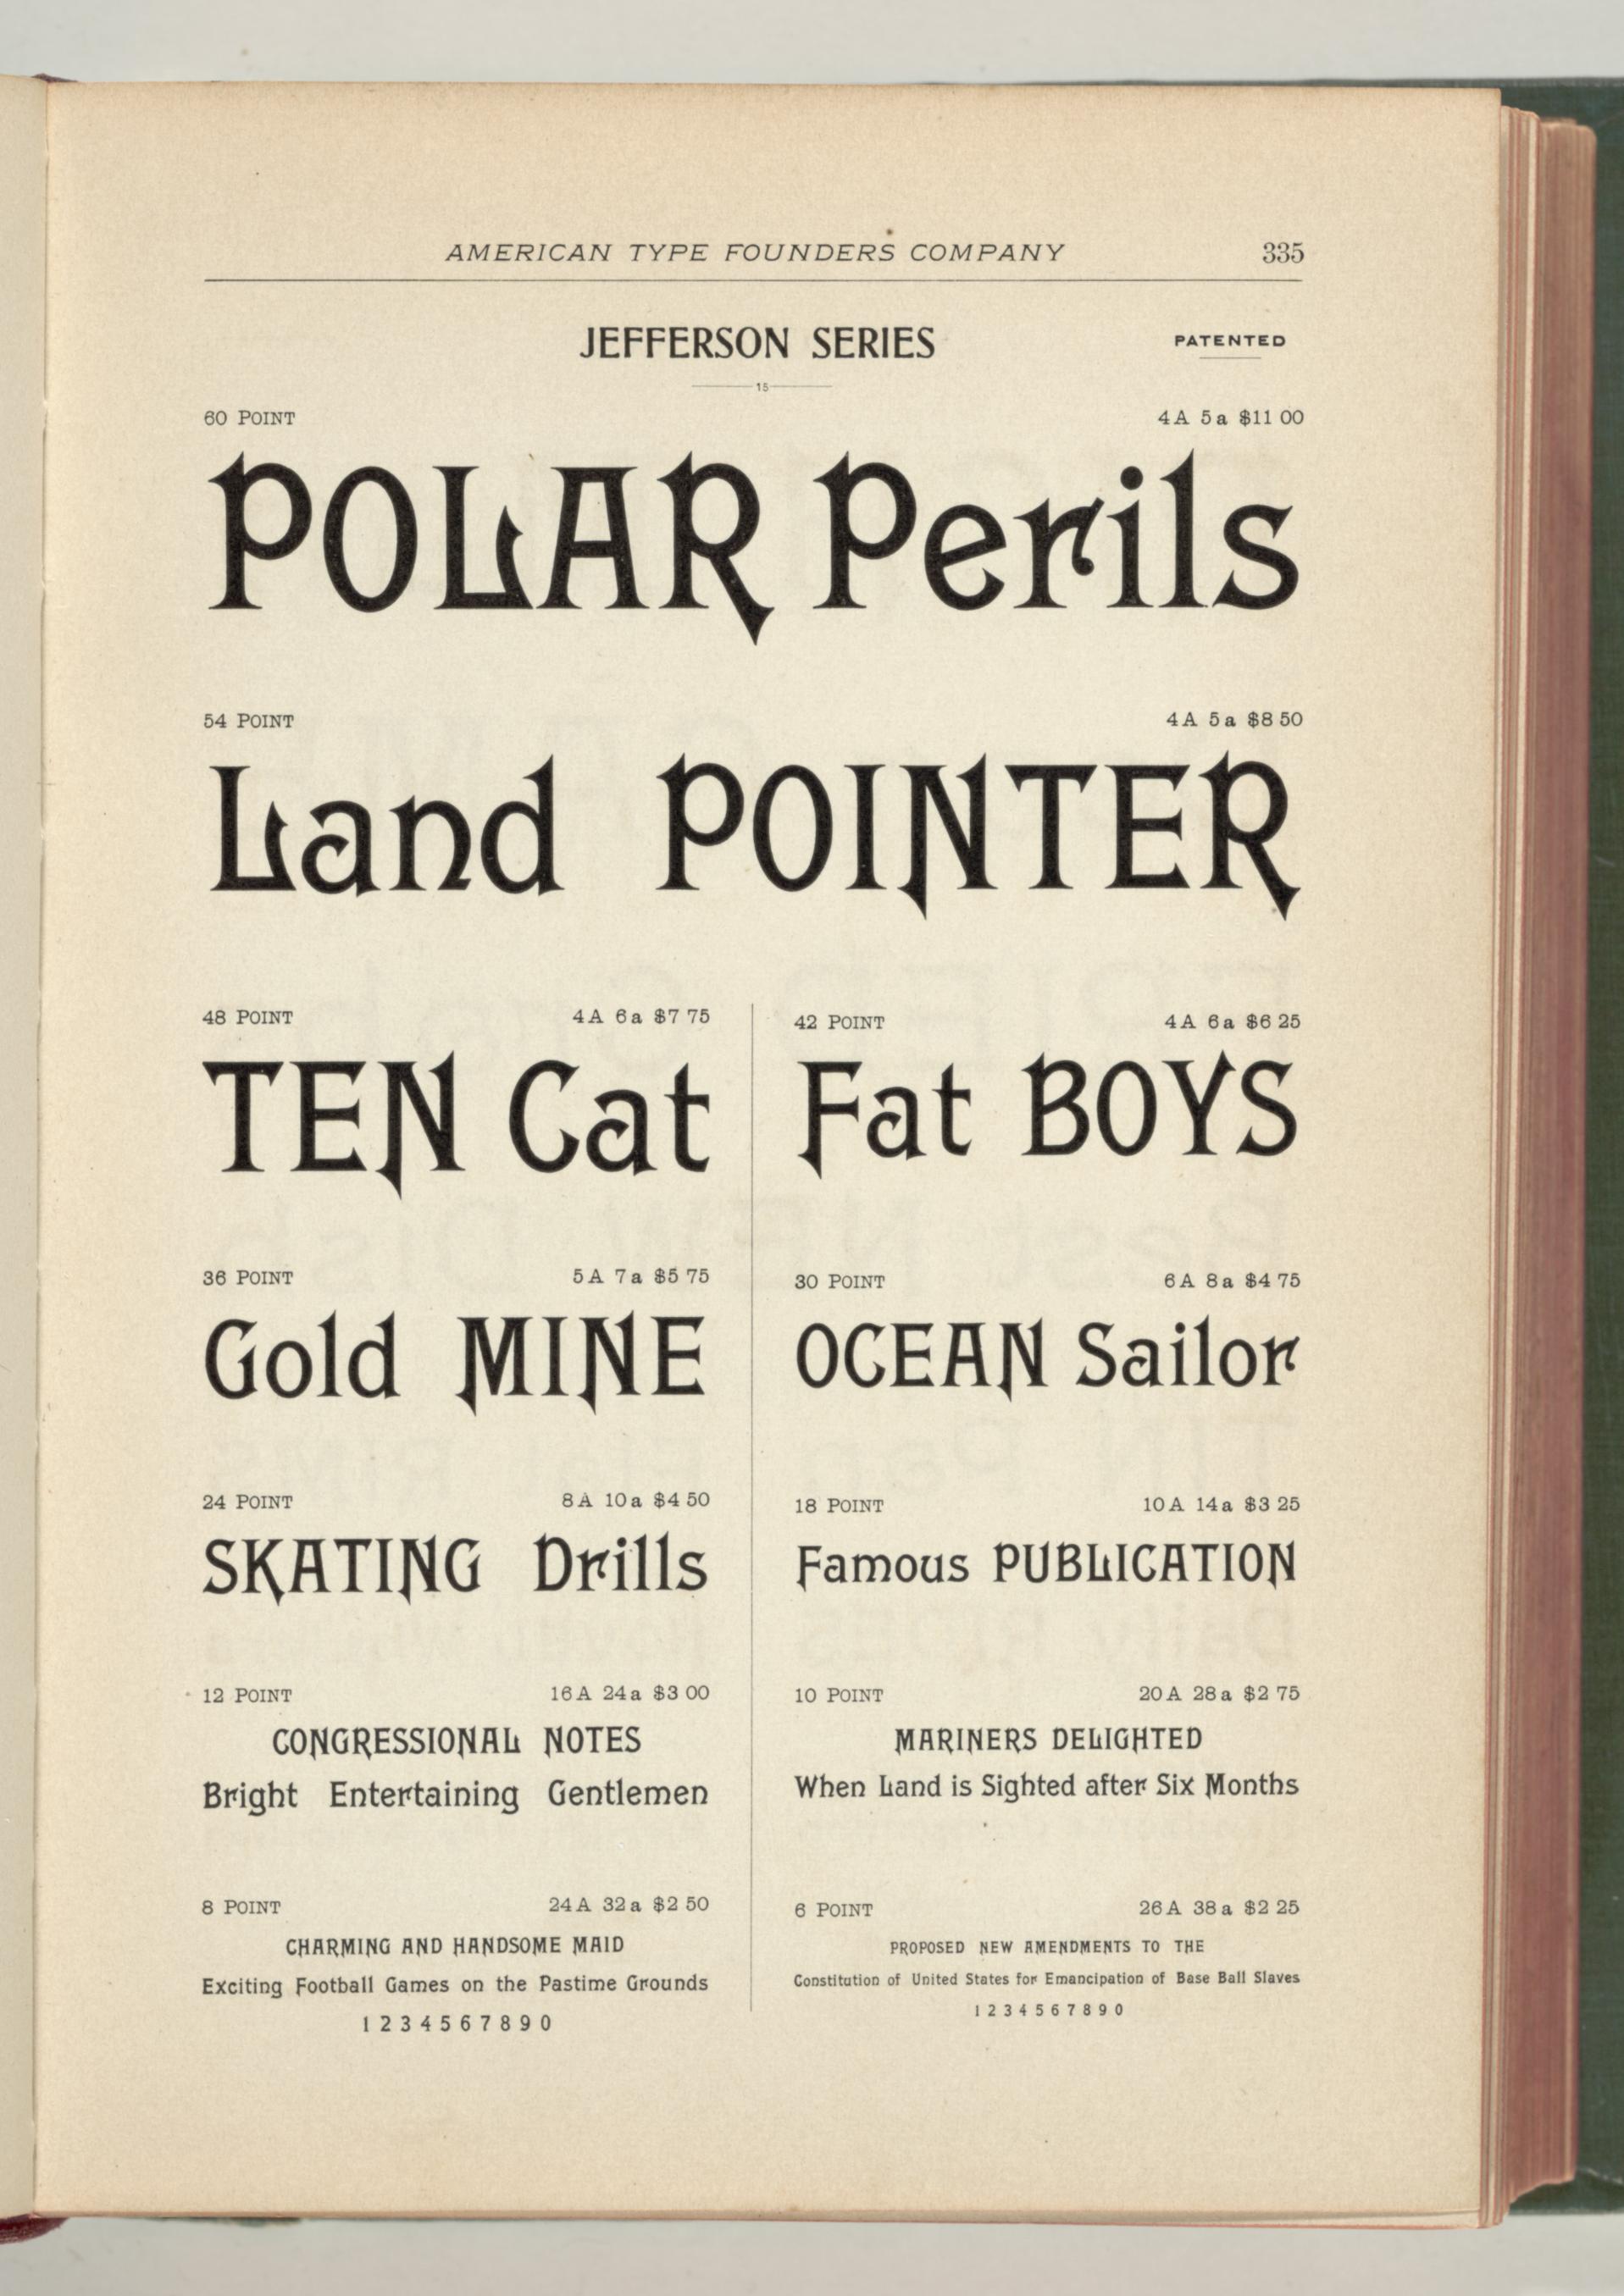 AMERICAN TYPE FOUNDERS COMPANY 335
JEFFERSON SERIES PATENTED
15
60 POINT 4A 5a $11 00
POLAR Perils
54 POINT 4A 5a $8 50
Land POINTER
48 POINT 4A 6a $7 75
TEN Cat
42 POINT 4A 6a $6 25
Fat BOYS
36 POINT 5A 7a $5 75
Gold MINE
30 POINT 6A 8a $4 75
OCEAN Sailor
24 POINT 8A 10a $4 50
SKATING Drills
18 POINT 10A 14a $3 25
Famous PUBLICATION
12 POINT 16A 24a $3 00
CONGRESSIONAL NOTES
Bright Entertaining Gentlemen
10 POINT 20A 28a $2 75
MARINERS DELIGHTED
When Land is Sighted after Six Months
8 POINT 24A 32a $2 50
CHARMING AND HANDSOME MAID
Exciting Football Games on the Pastime Grounds
1 2 3 4 5 6 7 8 9 0
6 POINT 26A 38a $2 25
PROPOSED NEW AMENDMENTS TO THE
Constitution of United States for Emancipation of Base Ball Slaves
1 2 3 4 5 6 7 8 9 0